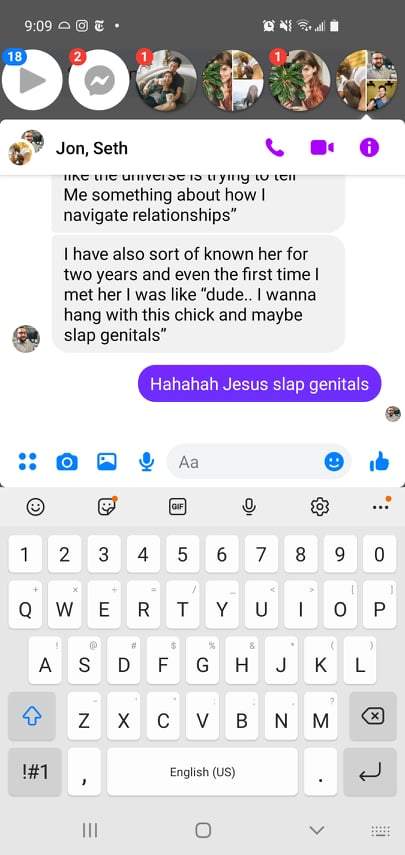 9:09
18
2
1
1
Jon, Seth
like the universe is trying to tell
Me something about how I
navigate relationships”
I have also sort of known her for
two years and even the first time I
met her I was like “dude.. I wanna
hang with this chick and maybe
slap genitals”
Hahahah Jesus slap genitals
Aa
GIF
1 2 3 4 5 6 7 8 9 0
+ × ÷ = / _ < > [ ]
Q W E R T Y U I O P
! @ # $ % & * ( )
A S D F G H J K L
- ' " : ; , ?
Z X C V B N M
!#1 , English (US) .